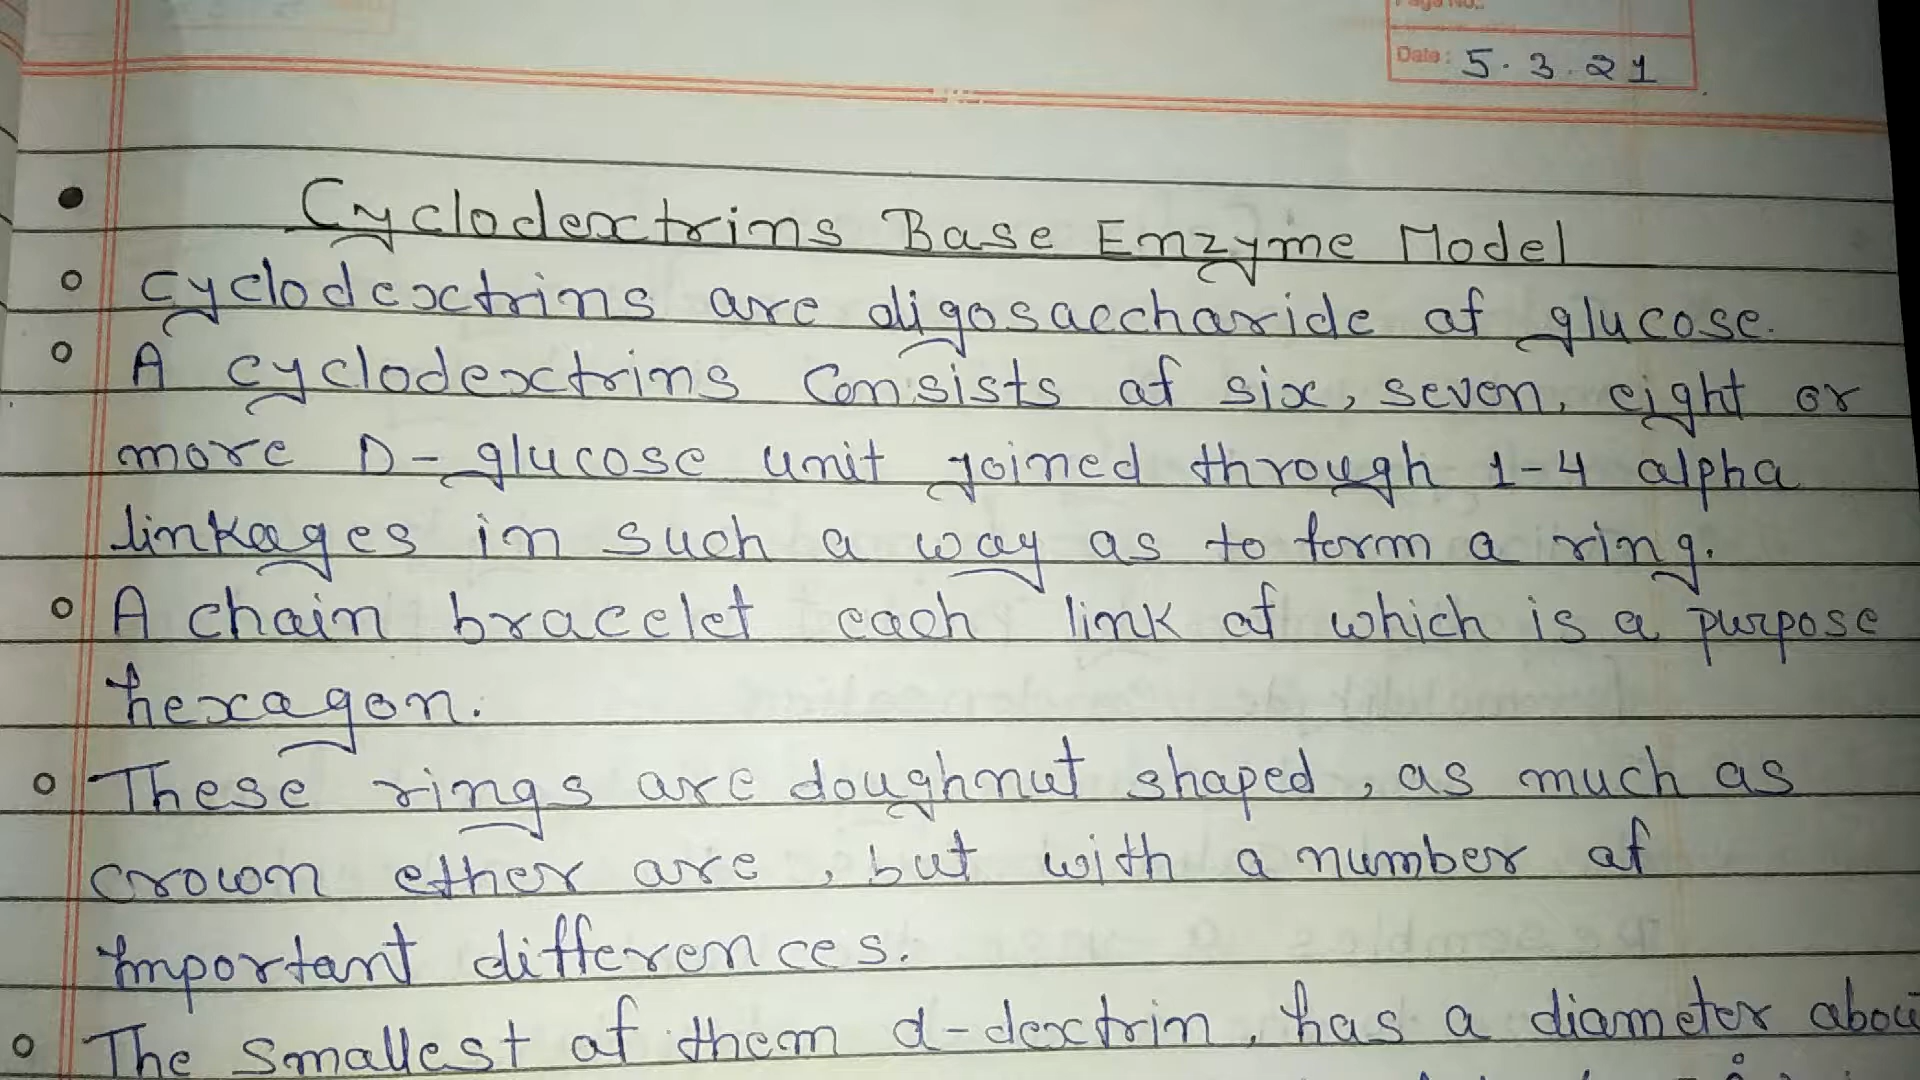 Page No.:
Date: 5.3.21
Cyclodextrins Base Enzyme Model
Cyclodextrins are oligosaccharide of glucose.
A cyclodextrins Consists of six, seven, eight or
more D-glucose unit joined through 1-4 alpha
linkages in such a way as to form a ring.
A chain bracelet each link of which is a purpose
hexagon.
These rings are doughnut shaped, as much as
crown ether are, but with a number of
important differences.
The smallest of them α-dextrin, has a diameter about